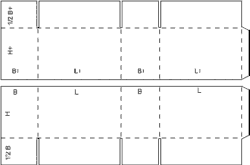 1/2 B+
H+
B+ L+ B+ L+
B L B L
H
1/2 B